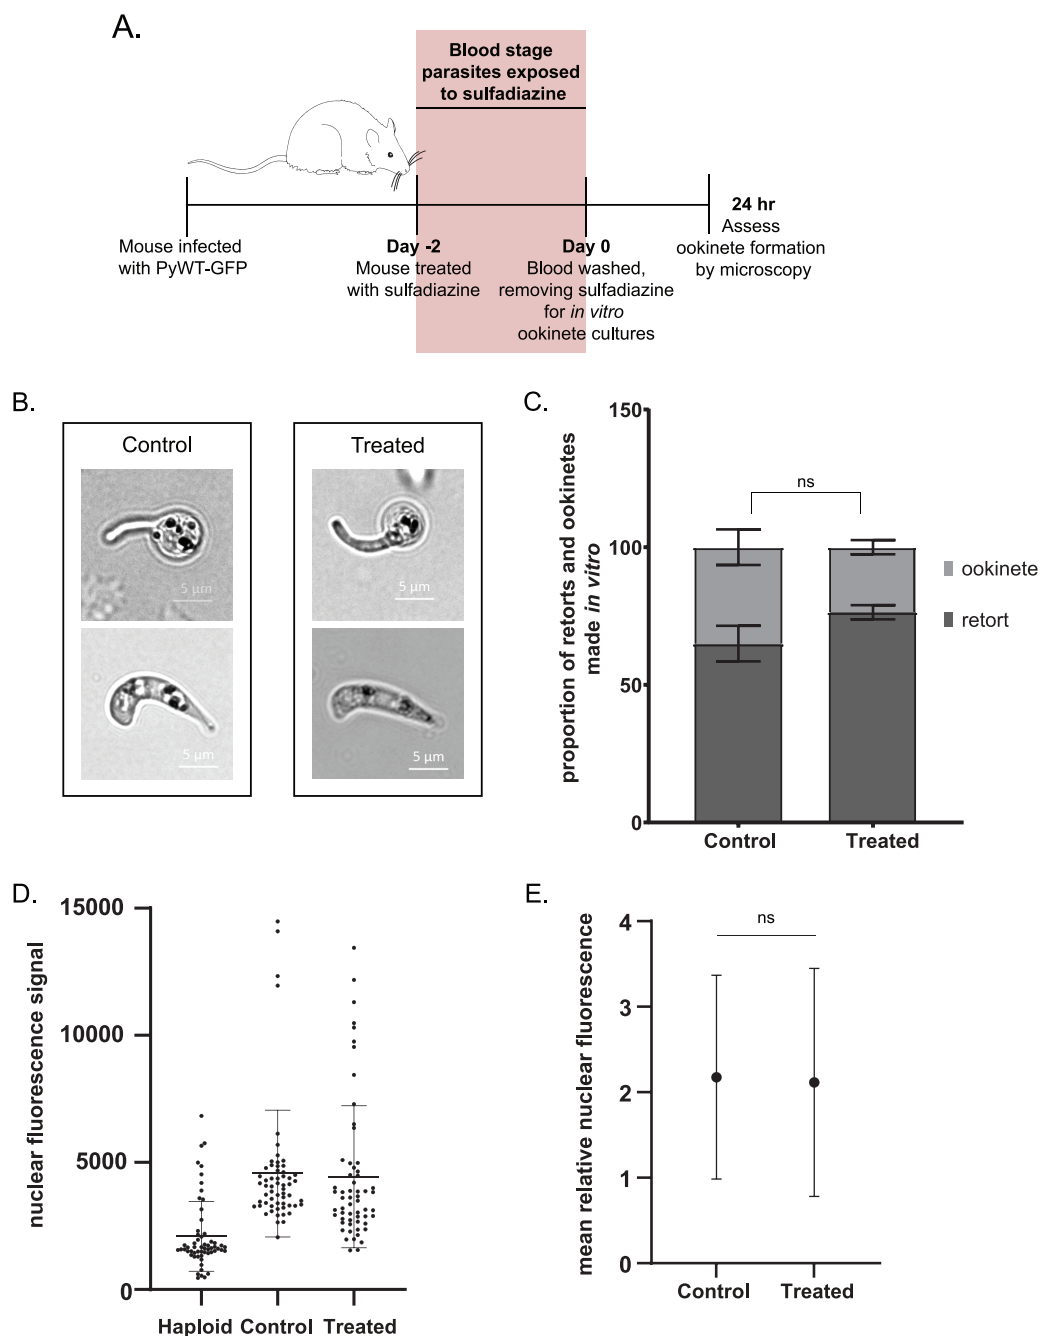 A.
Blood stage
parasites exposed
to sulfadiazine
Mouse infected
with PyWT-GFP
Day -2
Mouse treated
with sulfadiazine
Day 0
Blood washed,
removing sulfadiazine
for in vitro
ookinete cultures
24 hr
Assess
ookinete formation
by microscopy
B.
Control
5 µm
5 µm
Treated
5 µm
5 µm
C.
proportion of retorts and ookinetes
made in vitro
150
100
50
0
ns
ookinete
retort
Control
Treated
D.
nuclear fluorescence signal
15000
10000
5000
0
Haploid
Control
Treated
E.
mean relative nuclear fluorescence
4
3
2
1
0
ns
Control
Treated